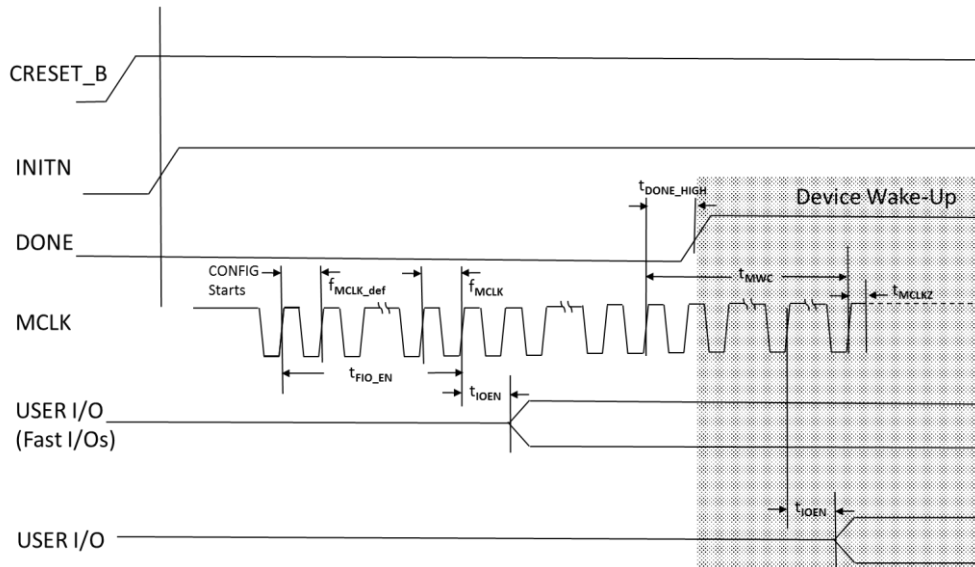 CRESET_B
INITN
tDONE_HIGH
Device Wake-Up
DONE
CONFIG
Starts
fMCLK_def
fMCLK
tMWC
tMCLKZ
MCLK
tFIO_EN
tIOEN
USER I/O
(Fast I/Os)
tIOEN
USER I/O